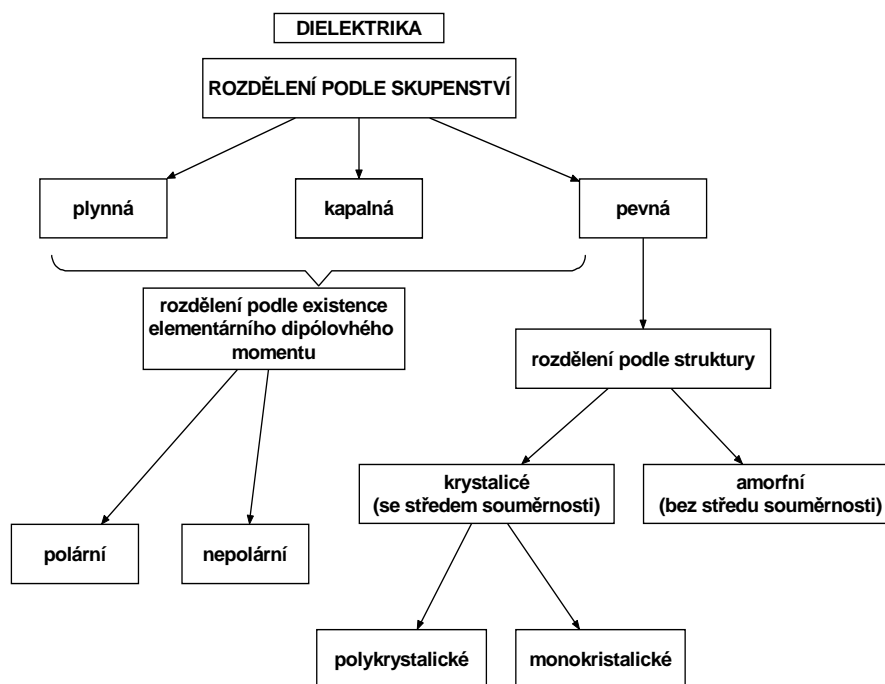 DIELEKTRIKA
ROZDĚLENÍ PODLE SKUPENSTVÍ
plynná
kapalná
pevná
rozdělení podle existence
elementárního dipólovhého
momentu
rozdělení podle struktury
krystalicé
(se středem souměrnosti)
amorfní
(bez středu souměrnosti)
polární
nepolární
polykrystalické
monokristalické